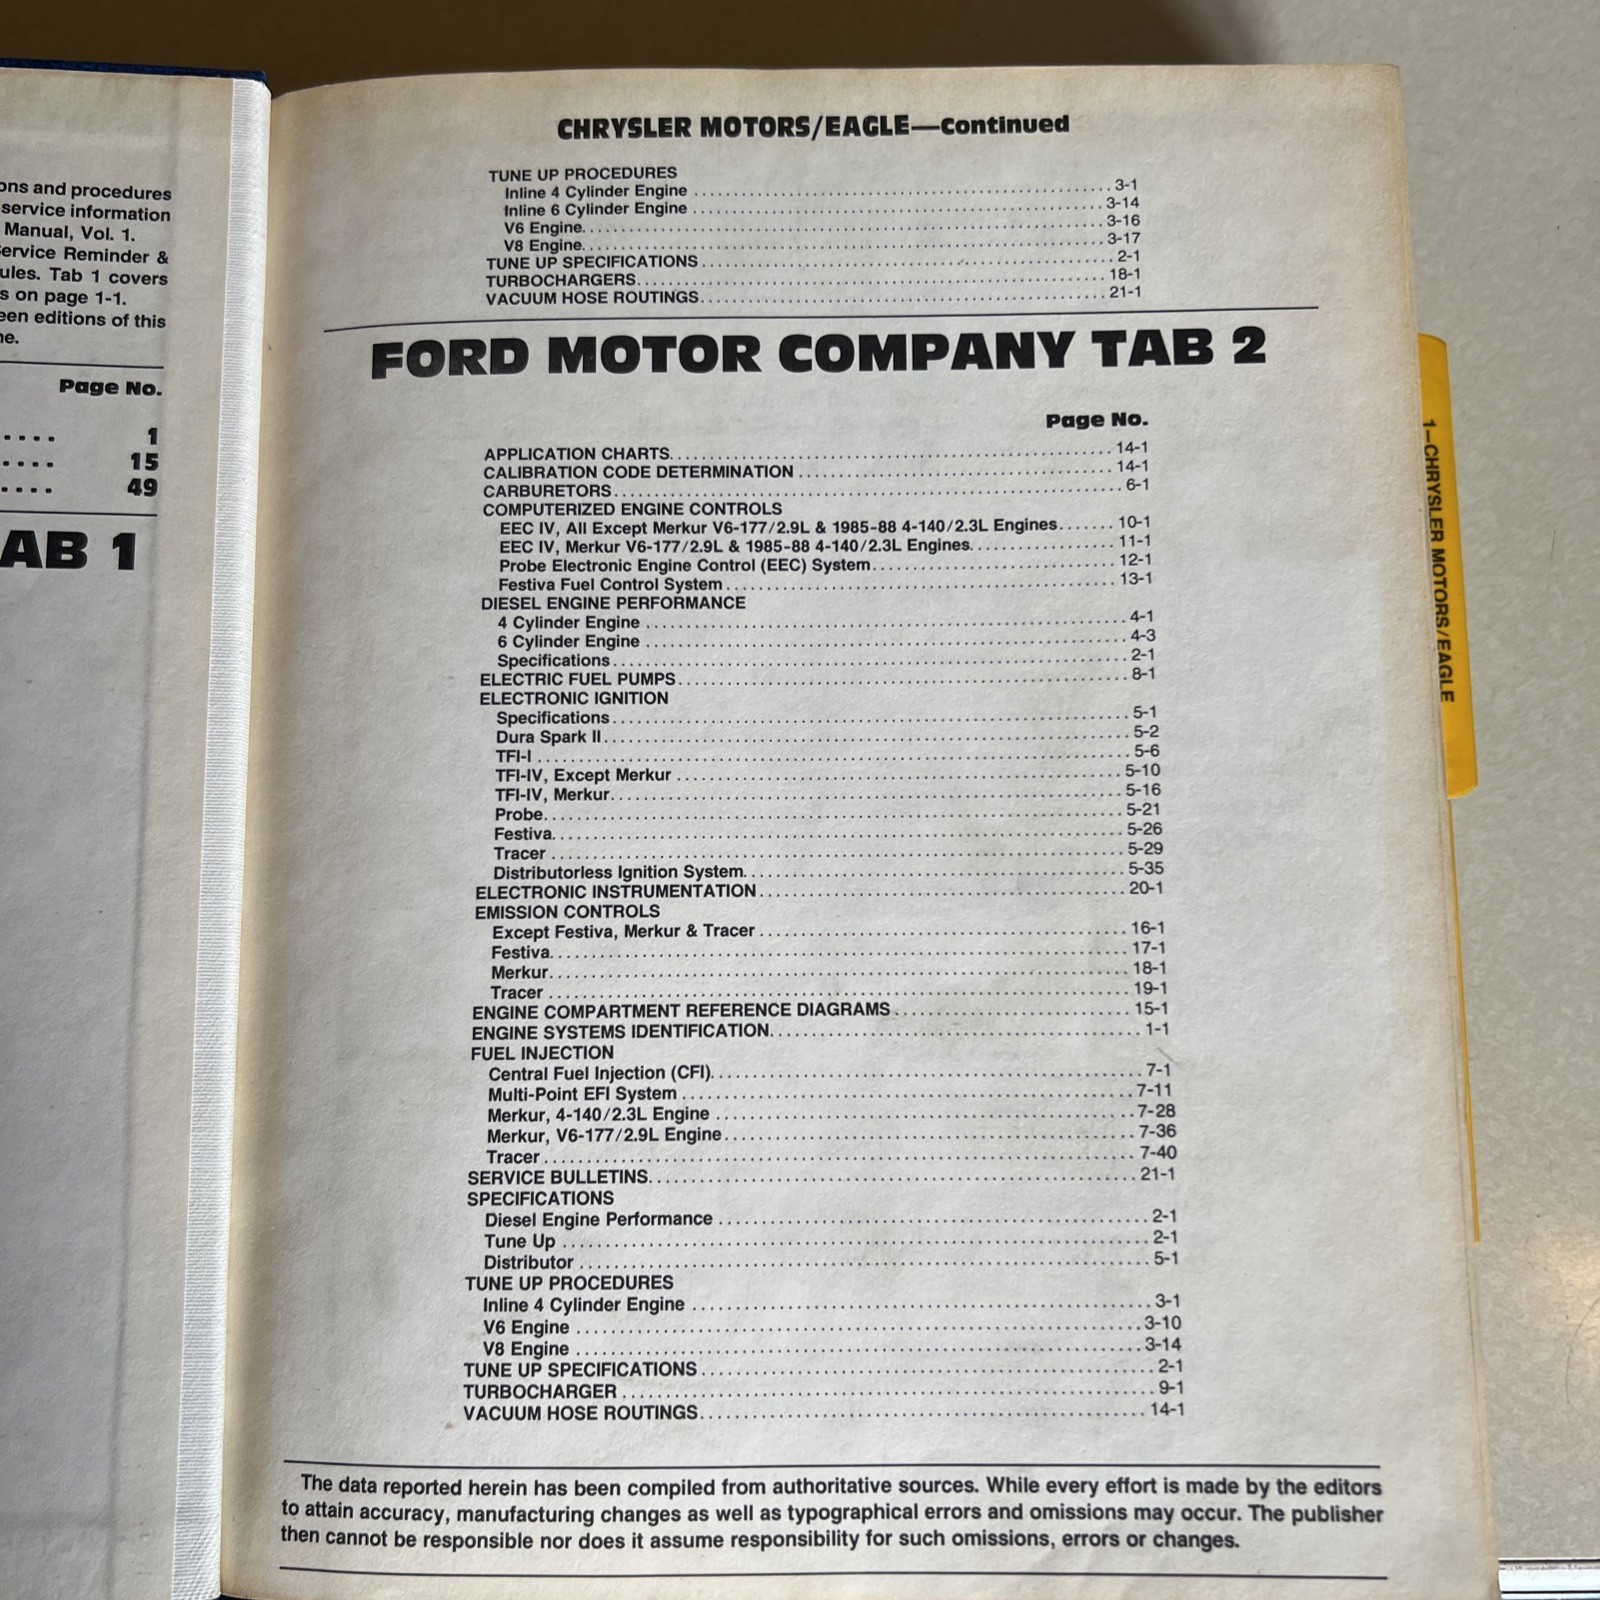 ons and procedures
service information
Manual, Vol. 1.
ervice Reminder &
ules. Tab 1 covers
s on page 1-1.
een editions of this
ne.
Page No.
.... 1
.... 15
.... 49
AB 1
CHRYSLER MOTORS/EAGLE—Continued
TUNE UP PROCEDURES
Inline 4 Cylinder Engine ........ 3-1
Inline 6 Cylinder Engine ........ 3-14
V6 Engine ........ 3-16
V8 Engine ........ 3-17
TUNE UP SPECIFICATIONS ........ 2-1
TURBOCHARGERS ........ 18-1
VACUUM HOSE ROUTINGS ........ 21-1
FORD MOTOR COMPANY TAB 2
Page No.
APPLICATION CHARTS ........ 14-1
CALIBRATION CODE DETERMINATION ........ 14-1
CARBURETORS ........ 6-1
COMPUTERIZED ENGINE CONTROLS
EEC IV, All Except Merkur V6-177/2.9L & 1985-88 4-140/2.3L Engines ....... 10-1
EEC IV, Merkur V6-177/2.9L & 1985-88 4-140/2.3L Engines ........ 11-1
Probe Electronic Engine Control (EEC) System ........ 12-1
Festiva Fuel Control System ........ 13-1
DIESEL ENGINE PERFORMANCE
4 Cylinder Engine ........ 4-1
6 Cylinder Engine ........ 4-3
Specifications ........ 2-1
ELECTRIC FUEL PUMPS ........ 8-1
ELECTRONIC IGNITION
Specifications ........ 5-1
Dura Spark II ........ 5-2
TFI-I ........ 5-6
TFI-IV, Except Merkur ........ 5-10
TFI-IV, Merkur ........ 5-16
Probe ........ 5-21
Festiva ........ 5-26
Tracer ........ 5-29
Distributorless Ignition System ........ 5-35
ELECTRONIC INSTRUMENTATION ........ 20-1
EMISSION CONTROLS
Except Festiva, Merkur & Tracer ........ 16-1
Festiva ........ 17-1
Merkur ........ 18-1
Tracer ........ 19-1
ENGINE COMPARTMENT REFERENCE DIAGRAMS ........ 15-1
ENGINE SYSTEMS IDENTIFICATION ........ 1-1
FUEL INJECTION
Central Fuel Injection (CFI) ........ 7-1
Multi-Point EFI System ........ 7-11
Merkur, 4-140/2.3L Engine ........ 7-28
Merkur, V6-177/2.9L Engine ........ 7-36
Tracer ........ 7-40
SERVICE BULLETINS ........ 21-1
SPECIFICATIONS
Diesel Engine Performance ........ 2-1
Tune Up ........ 2-1
Distributor ........ 5-1
TUNE UP PROCEDURES
Inline 4 Cylinder Engine ........ 3-1
V6 Engine ........ 3-10
V8 Engine ........ 3-14
TUNE UP SPECIFICATIONS ........ 2-1
TURBOCHARGER ........ 9-1
VACUUM HOSE ROUTINGS ........ 14-1
The data reported herein has been compiled from authoritative sources. While every effort is made by the editors
to attain accuracy, manufacturing changes as well as typographical errors and omissions may occur. The publisher
then cannot be responsible nor does it assume responsibility for such omissions, errors or changes.
1—CHRYSLER MOTORS/EAGLE